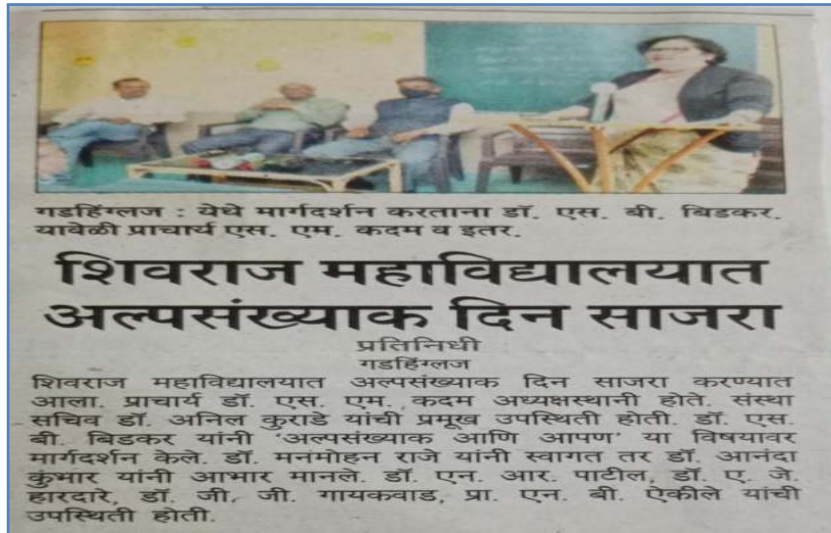 गडहिंग्लज : येथे मार्गदर्शन करताना डॉ. एस. बी. बिडकर.
यावेळी प्राचार्य एस. एम. कदम व इतर.
शिवराज महाविद्यालयात
अल्पसंख्याक दिन साजरा
प्रतिनिधी
गडहिंग्लज
शिवराज महाविद्यालयात अल्पसंख्याक दिन साजरा करण्यात
आला. प्राचार्य डॉ. एस. एम. कदम अध्यक्षस्थानी होते. संस्था
सचिव डॉ. अनिल कुराडे यांची प्रमुख उपस्थिती होती. डॉ. एस.
बी. बिडकर यांनी 'अल्पसंख्याक आणि आपण' या विषयावर
मार्गदर्शन केले. डॉ. मनमोहन राजे यांनी स्वागत तर डॉ. आनंदा
कुंभार यांनी आभार मानले. डॉ. एन. आर. पाटील, डॉ. ए. जे.
हारदारे, डॉ. जी. जी. गायकवाड, प्रा. एन. बी. ऐकीले यांची
उपस्थिती होती.